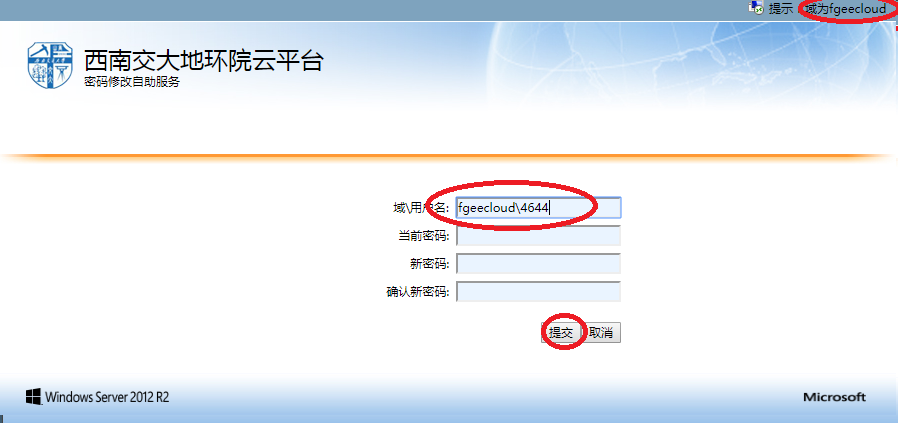 提示 域为fgeecloud
西南交大地环院云平台
密码修改自助服务
域\用户名: fgeecloud\4644
当前密码:
新密码:
确认新密码:
提交 取消
Windows Server 2012 R2
Microsoft